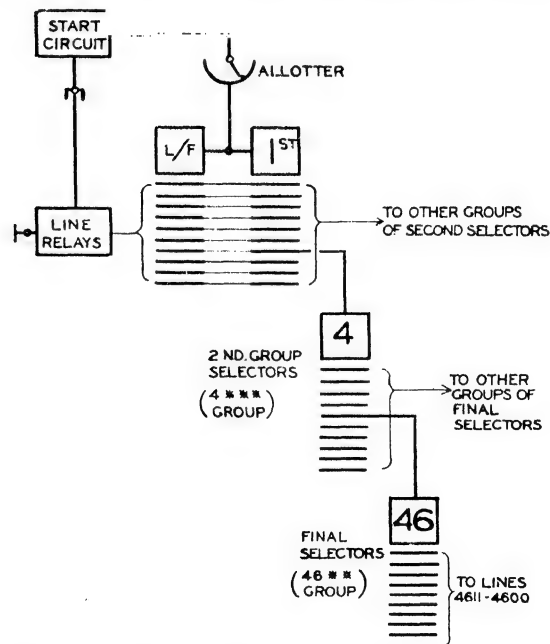 START
CIRCUIT
ALLOTTER
L/F
1ST
LINE
RELAYS
TO OTHER GROUPS
OF SECOND SELECTORS
4
2 ND. GROUP
SELECTORS
(4 ✱ ✱ ✱
GROUP)
TO OTHER
GROUPS OF
FINAL
SELECTORS
46
FINAL
SELECTORS
(46 ✱ ✱
GROUP)
TO LINES
4611-4600